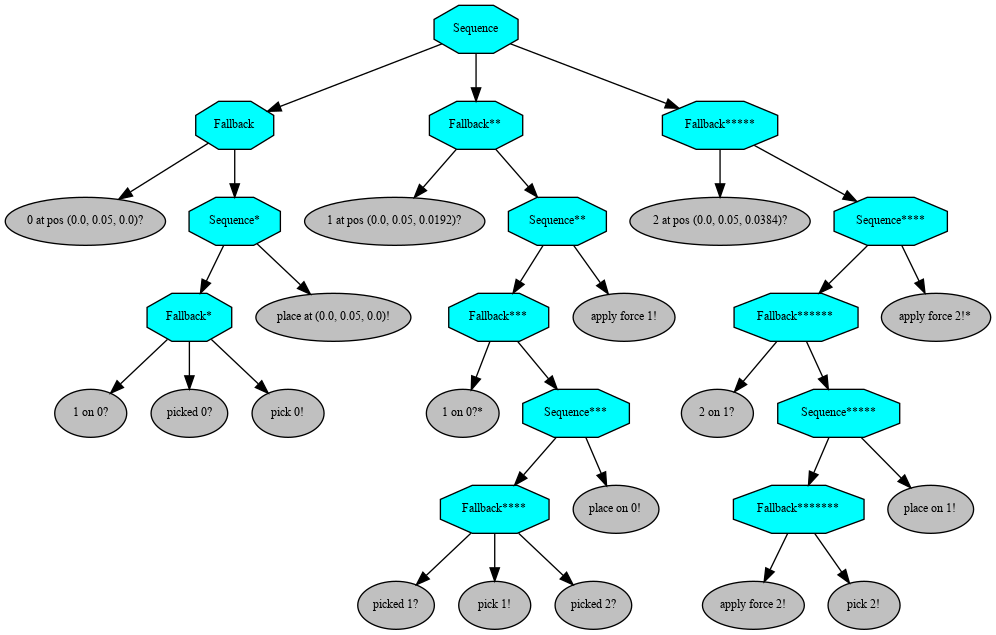 Sequence
Fallback
Fallback**
Fallback*****
0 at pos (0.0, 0.05, 0.0)?
Sequence*
1 at pos (0.0, 0.05, 0.0192)?
Sequence**
2 at pos (0.0, 0.05, 0.0384)?
Sequence****
Fallback*
place at (0.0, 0.05, 0.0)!
Fallback***
apply force 1!
Fallback******
apply force 2!*
1 on 0?
picked 0?
pick 0!
1 on 0?*
Sequence***
2 on 1?
Sequence*****
Fallback****
place on 0!
Fallback*******
place on 1!
picked 1?
pick 1!
picked 2?
apply force 2!
pick 2!